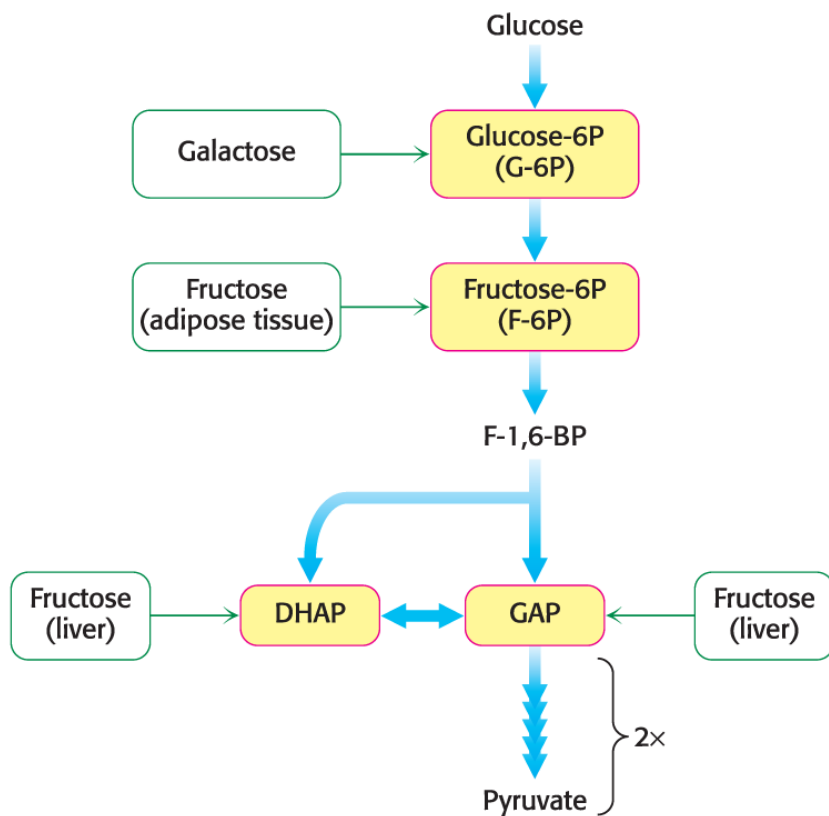 Glucose
Galactose
Glucose-6P
(G-6P)
Fructose
(adipose tissue)
Fructose-6P
(F-6P)
F-1,6-BP
Fructose
(liver)
DHAP
GAP
Fructose
(liver)
2×
Pyruvate